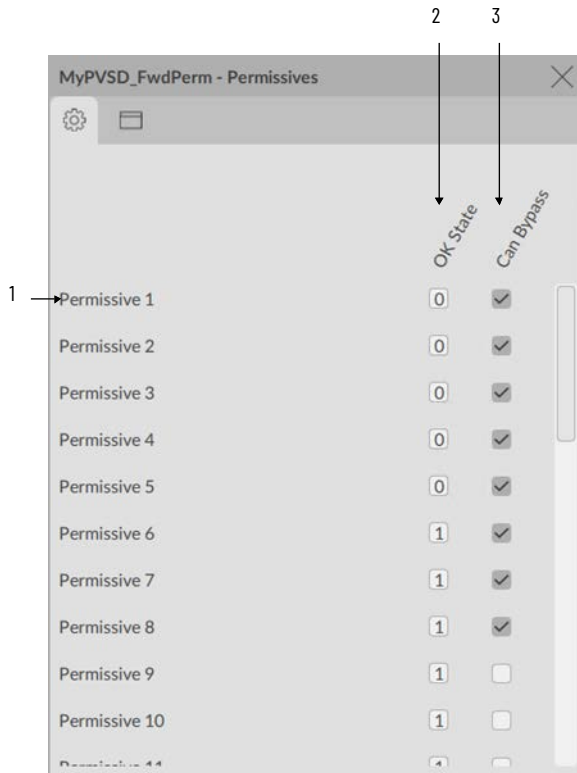 2 3
MyPVSD_FwdPerm - Permissives
OK State
Can Bypass
1
Permissive 1 0
Permissive 2 0
Permissive 3 0
Permissive 4 0
Permissive 5 0
Permissive 6 1
Permissive 7 1
Permissive 8 1
Permissive 9 1
Permissive 10 1